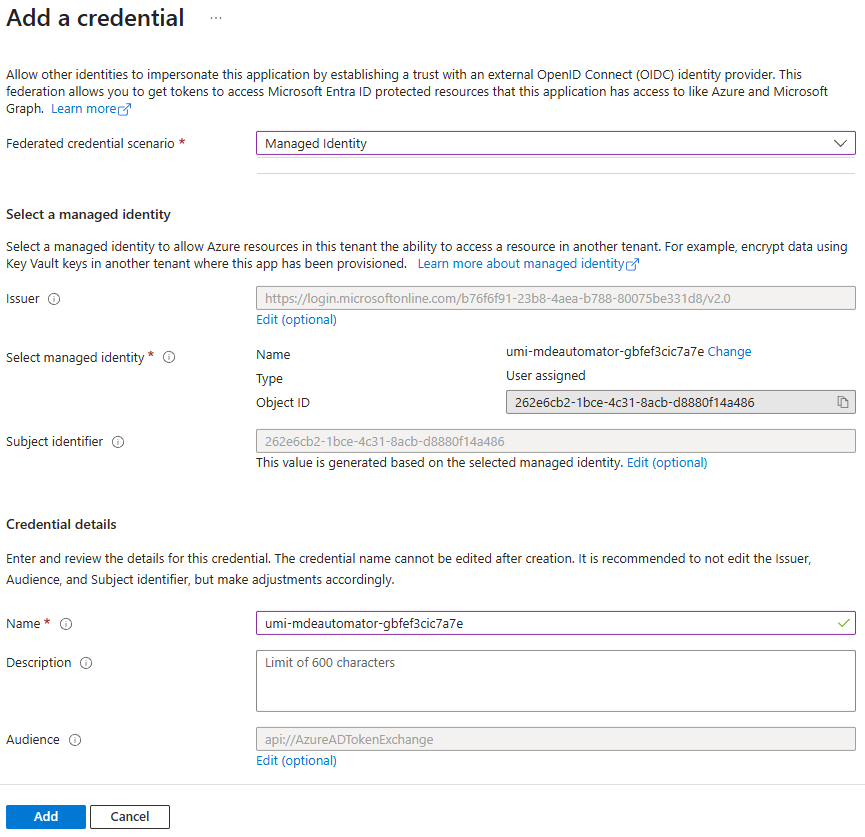 Add a credential ...
Allow other identities to impersonate this application by establishing a trust with an external OpenID Connect (OIDC) identity provider. This
federation allows you to get tokens to access Microsoft Entra ID protected resources that this application has access to like Azure and Microsoft
Graph. Learn more
Federated credential scenario *
Managed Identity
Select a managed identity
Select a managed identity to allow Azure resources in this tenant the ability to access a resource in another tenant. For example, encrypt data using
Key Vault keys in another tenant where this app has been provisioned. Learn more about managed identity
Issuer
https://login.microsoftonline.com/b76f6f91-23b8-4aea-b788-80075be331d8/v2.0
Edit (optional)
Select managed identity *
Name
umi-mdeautomator-gbfef3cic7a7e Change
Type
User assigned
Object ID
262e6cb2-1bce-4c31-8acb-d8880f14a486
Subject identifier
262e6cb2-1bce-4c31-8acb-d8880f14a486
This value is generated based on the selected managed identity. Edit (optional)
Credential details
Enter and review the details for this credential. The credential name cannot be edited after creation. It is recommended to not edit the Issuer,
Audience, and Subject identifier, but make adjustments accordingly.
Name *
umi-mdeautomator-gbfef3cic7a7e
Description
Limit of 600 characters
Audience
api://AzureADTokenExchange
Edit (optional)
Add
Cancel